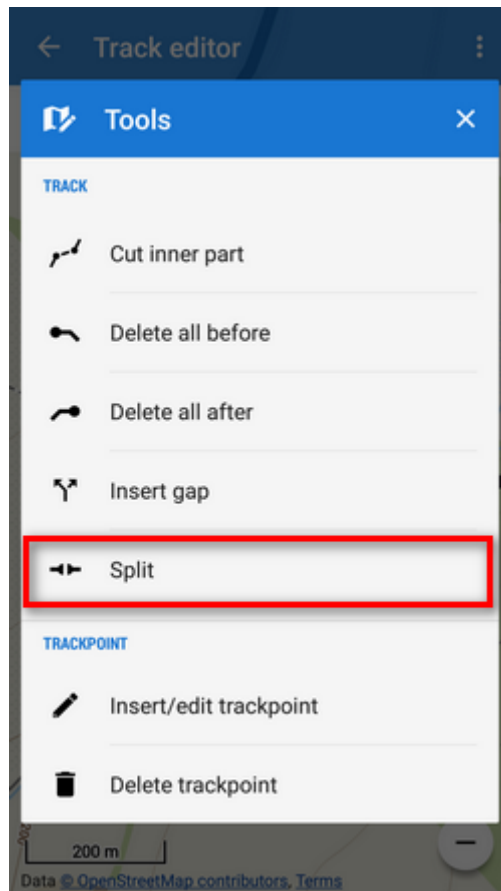 Track editor
Tools
TRACK
Cut inner part
Delete all before
Delete all after
Insert gap
Split
TRACKPOINT
Insert/edit trackpoint
Delete trackpoint
200
200 m
Data © OpenStreetMap contributors, Terms